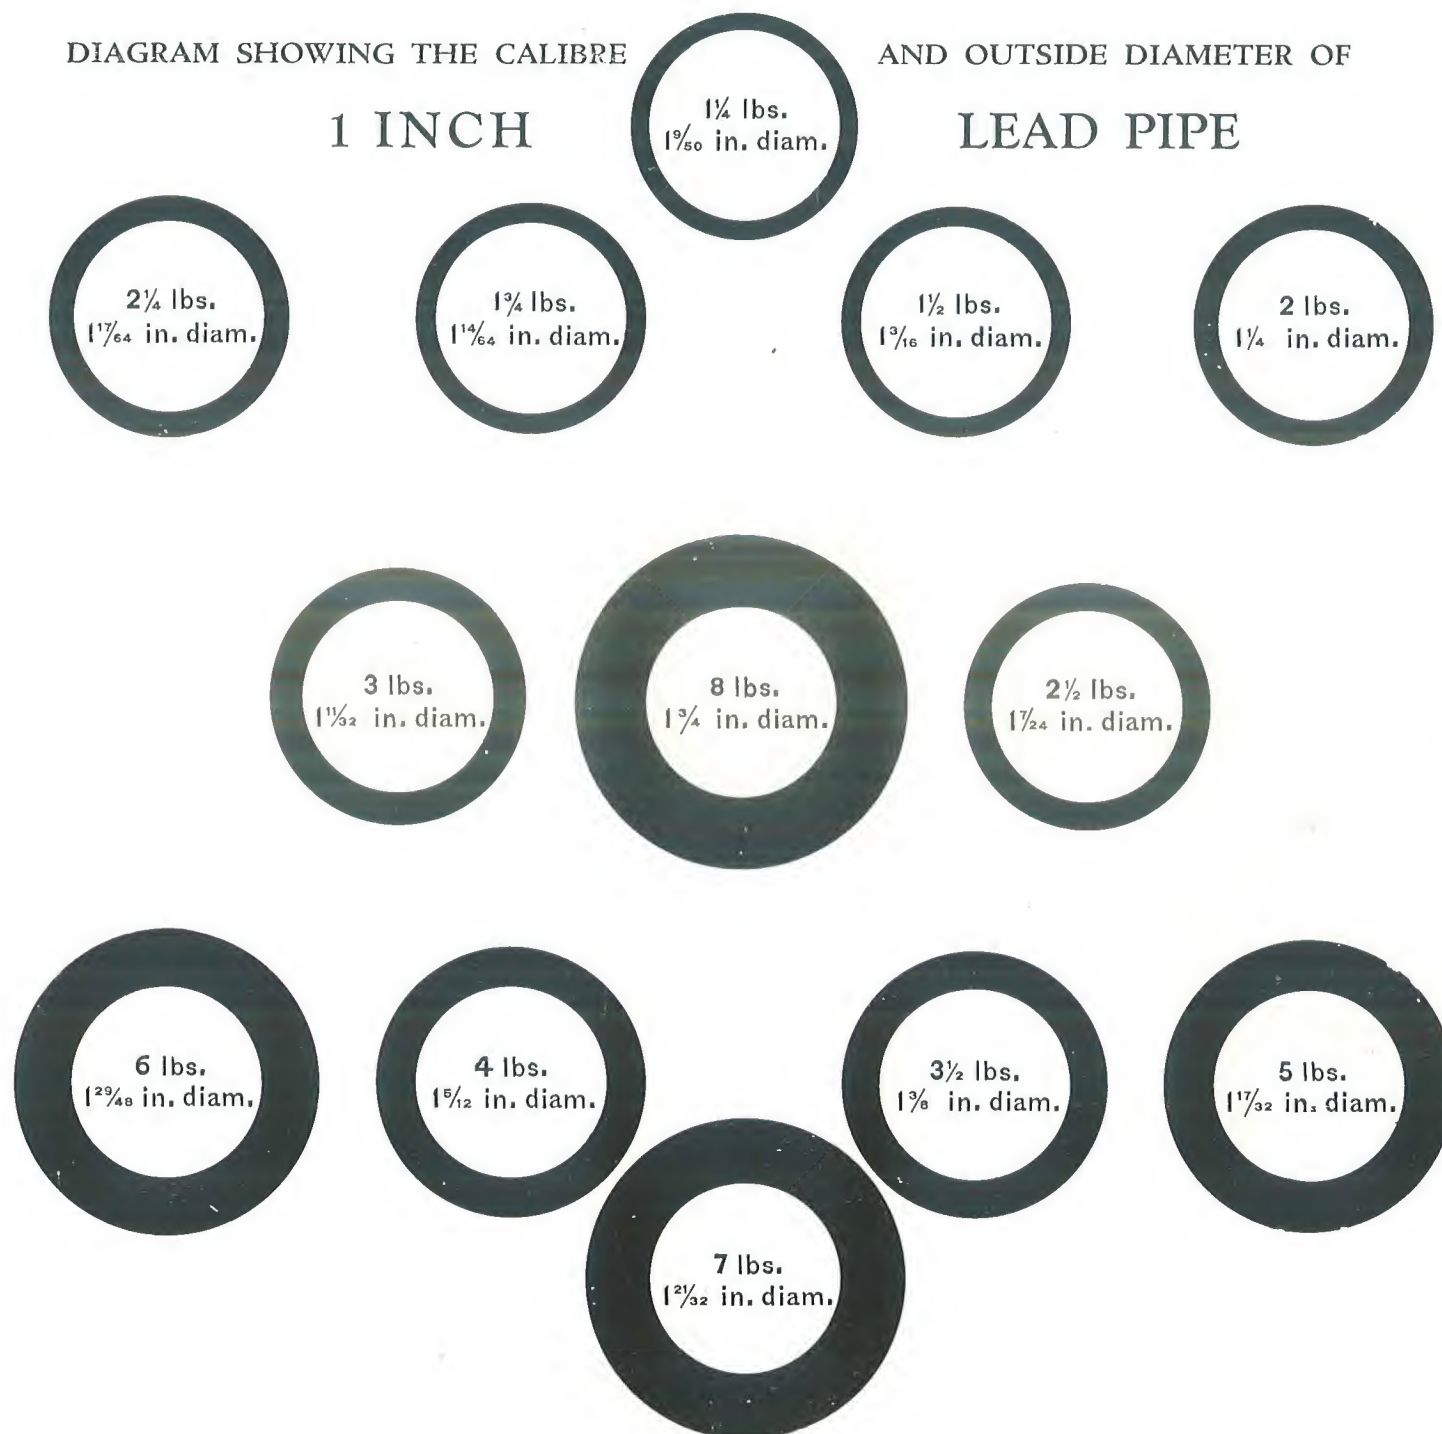 DIAGRAM SHOWING THE CALIBRE AND OUTSIDE DIAMETER OF
1 INCH LEAD PIPE
1¼ lbs.
1⁹⁄₅₀ in. diam.
2¼ lbs.
1¹⁷⁄₆₄ in. diam.
1¾ lbs.
1¹⁴⁄₆₄ in. diam.
1½ lbs.
1³⁄₁₆ in. diam.
2 lbs.
1¼ in. diam.
3 lbs.
1¹¹⁄₃₂ in. diam.
8 lbs.
1¾ in. diam.
2½ lbs.
1⁷⁄₂₄ in. diam.
6 lbs.
1²⁹⁄₄₈ in. diam.
4 lbs.
1⁵⁄₁₂ in. diam.
3½ lbs.
1⅜ in. diam.
5 lbs.
1¹⁷⁄₃₂ in. diam.
7 lbs.
1²¹⁄₃₂ in. diam.